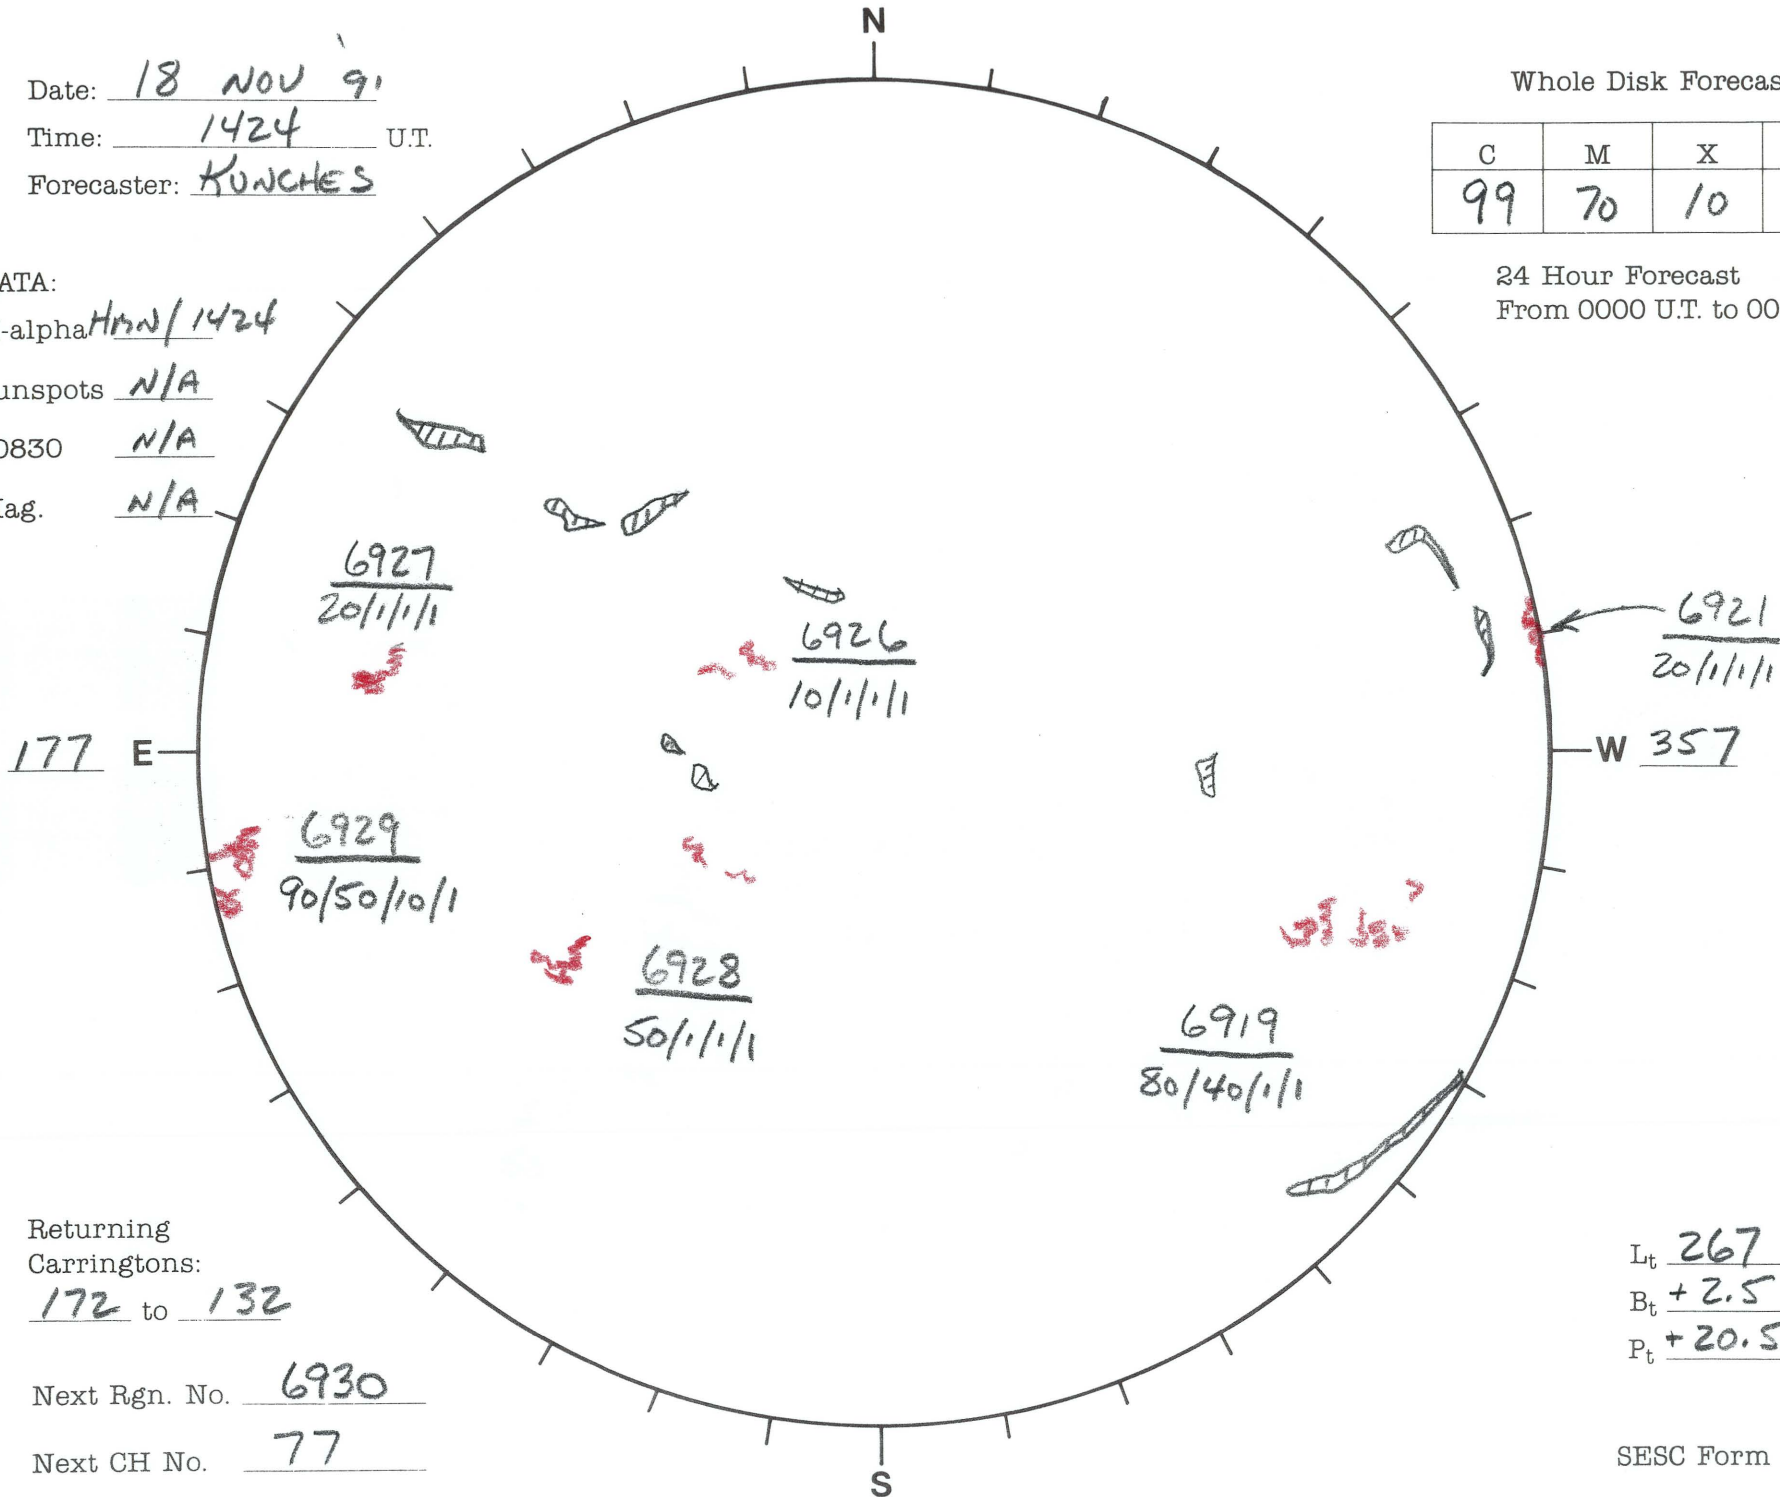 N
Date: 18 NOV '91
Time: 1424 U.T.
Forecaster: KUNCHES
Whole Disk Forecas
C M X
99 70 10
24 Hour Forecast
From 0000 U.T. to 00
ATA:
-alpha HMN/1424
unspots N/A
0830 N/A
ag. N/A
6927
20/1/1/1
6926
10/1/1/1
6921
20/1/1/1
177 E
W 357
6929
90/50/10/1
6928
50/1/1/1
6919
80/40/1/1
Returning
Carringtons:
172 to 132
Next Rgn. No. 6930
Next CH No. 77
Lt 267
Bt +2.5
Pt +20.5
SESC Form
S